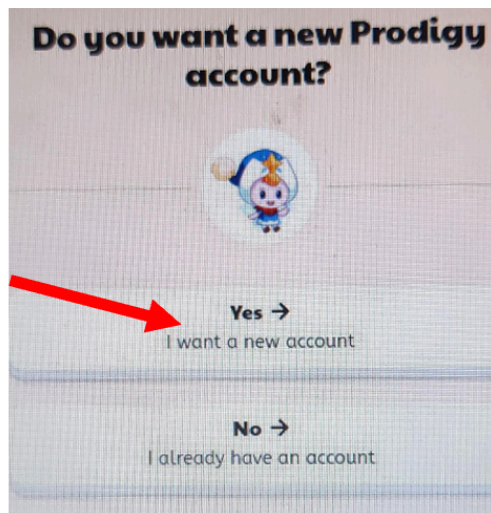 Do you want a new Prodigy
account?
Yes →
I want a new account
No →
I already have an account